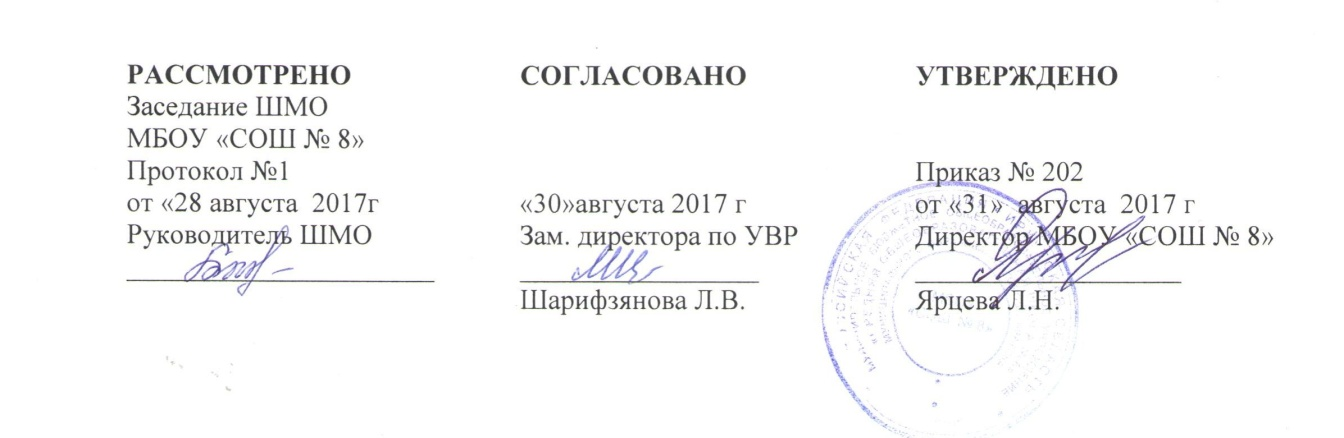 РАССМОТРЕНО
Заседание ШМО
МБОУ «СОШ № 8»
Протокол №1
от «28 августа 2017г
Руководитель ШМО
СОГЛАСОВАНО
«30»августа 2017 г
Зам. директора по УВР
Шарифзянова Л.В.
УТВЕРЖДЕНО
Приказ № 202
от «31» августа 2017 г
Директор МБОУ «СОШ № 8»
Ярцева Л.Н.